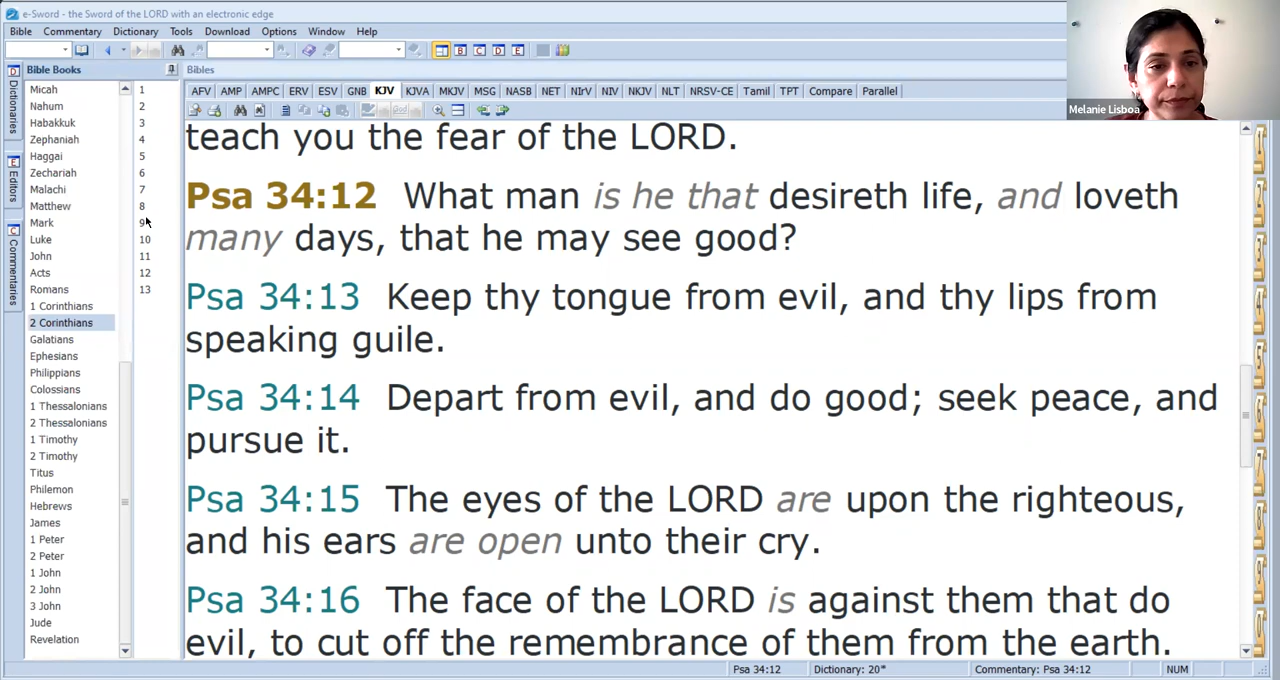 e-Sword - the Sword of the LORD with an electronic edge
Bible Commentary Dictionary Tools Download Options Window Help
Bible Books
Bibles
Dictionaries
Editors
Commentaries
Micah
Nahum
Habakkuk
Zephaniah
Haggai
Zechariah
Malachi
Matthew
Mark
Luke
John
Acts
Romans
1 Corinthians
2 Corinthians
Galatians
Ephesians
Philippians
Colossians
1 Thessalonians
2 Thessalonians
1 Timothy
2 Timothy
Titus
Philemon
Hebrews
James
1 Peter
2 Peter
1 John
2 John
3 John
Jude
Revelation
1
2
3
4
5
6
7
8
9
10
11
12
13
AFV AMP AMPC ERV ESV GNB KJV KJVA MKJV MSG NASB NET NIrV NIV NKJV NLT NRSV-CE Tamil TPT Compare Parallel
teach you the fear of the LORD.
Psa 34:12 What man is he that desireth life, and loveth
many days, that he may see good?
Psa 34:13 Keep thy tongue from evil, and thy lips from
speaking guile.
Psa 34:14 Depart from evil, and do good; seek peace, and
pursue it.
Psa 34:15 The eyes of the LORD are upon the righteous,
and his ears are open unto their cry.
Psa 34:16 The face of the LORD is against them that do
evil, to cut off the remembrance of them from the earth.
Melanie Lisboa
Psa 34:12 Dictionary: 20* Commentary: Psa 34:12 NUM